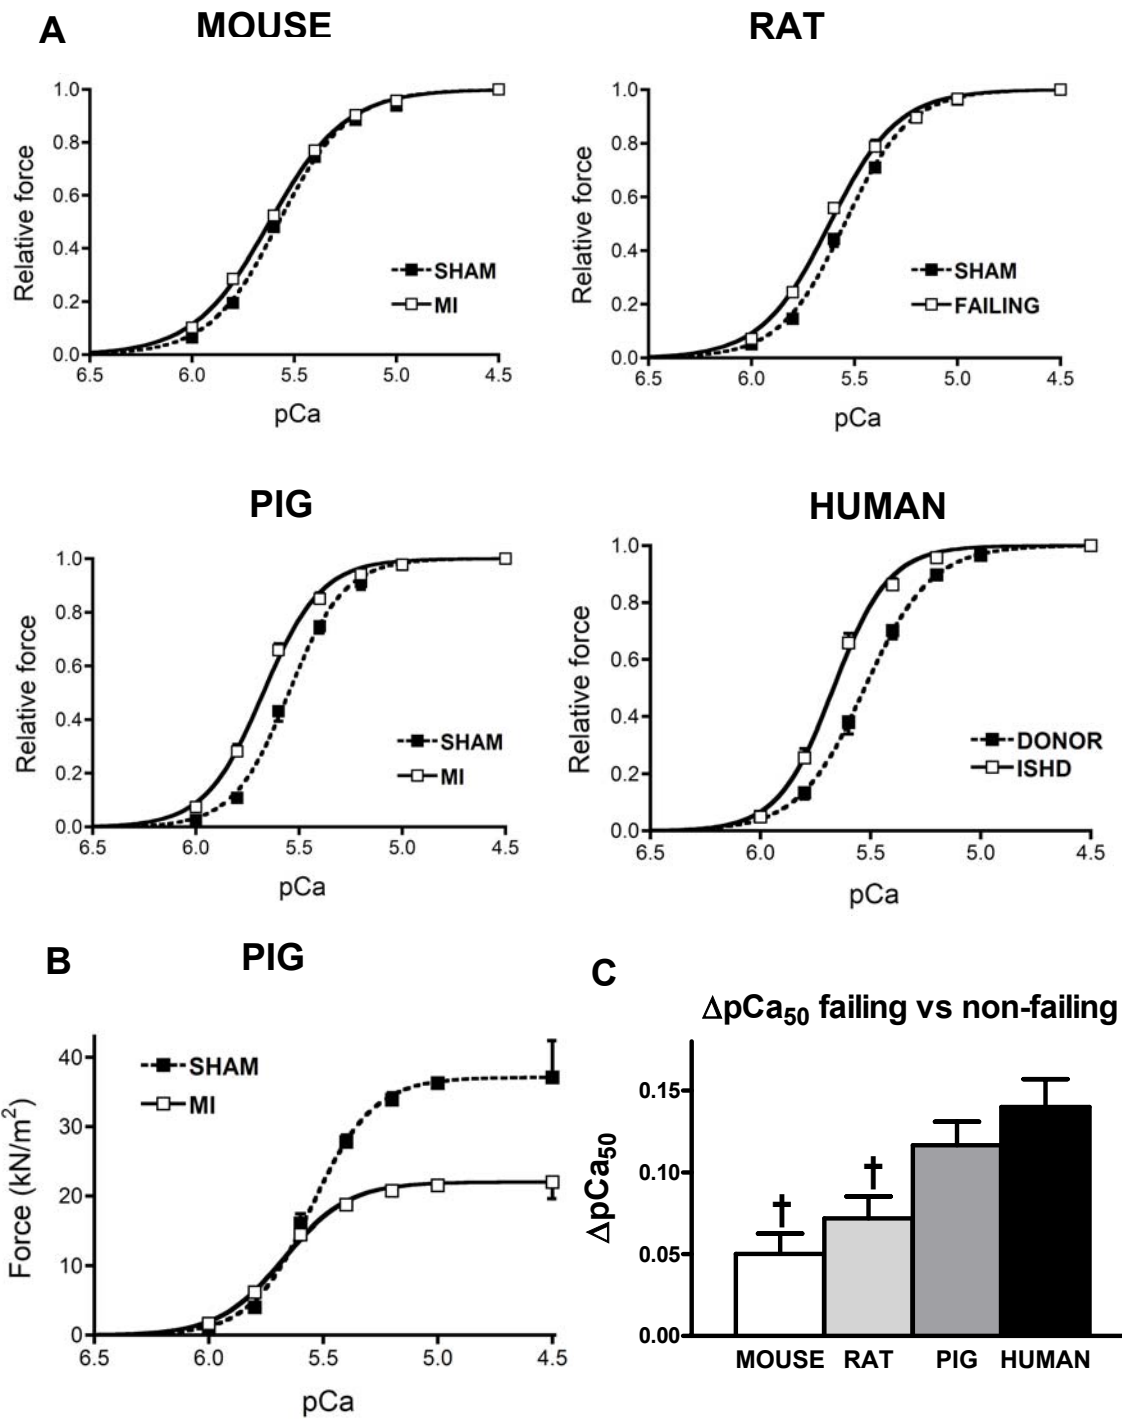 A
MOUSE
RAT
1.0
0.8
0.6
0.4
0.2
0.0
6.5 6.0 5.5 5.0 4.5
Relative force
pCa
SHAM
MI
1.0
0.8
0.6
0.4
0.2
0.0
6.5 6.0 5.5 5.0 4.5
Relative force
pCa
SHAM
FAILING
PIG
HUMAN
1.0
0.8
0.6
0.4
0.2
0.0
6.5 6.0 5.5 5.0 4.5
Relative force
pCa
SHAM
MI
1.0
0.8
0.6
0.4
0.2
0.0
6.5 6.0 5.5 5.0 4.5
Relative force
pCa
DONOR
ISHD
B
PIG
40
30
20
10
0
6.5 6.0 5.5 5.0 4.5
Force (kN/m²)
pCa
SHAM
MI
C
ΔpCa₅₀ failing vs non-failing
0.15
0.10
0.05
0.00
ΔpCa₅₀
† †
MOUSE RAT PIG HUMAN